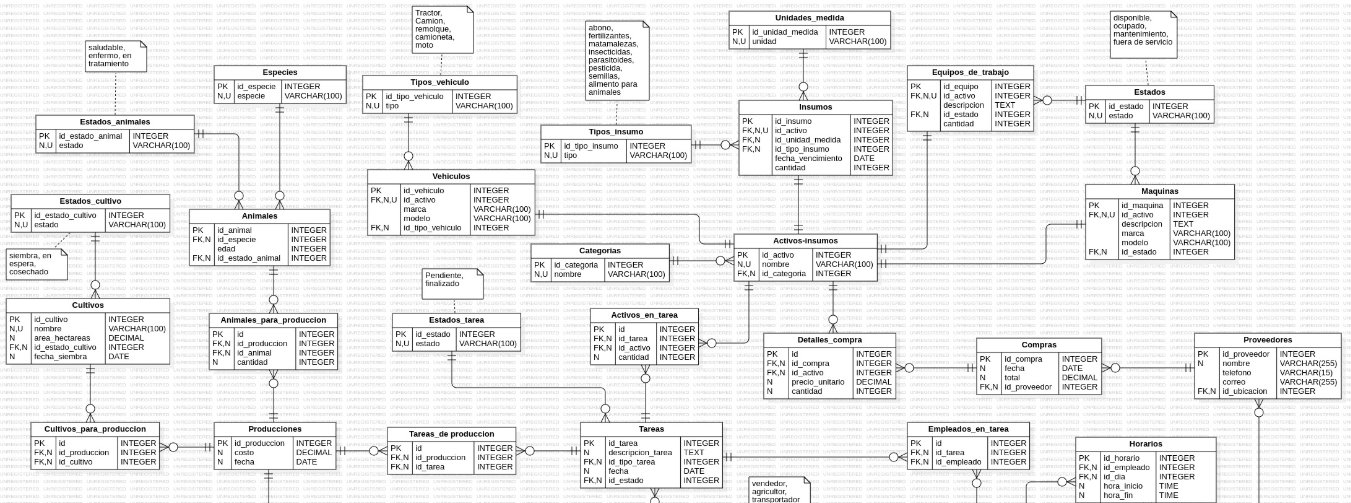 Tractor,
Camion,
remolque,
camioneta,
moto
saludable,
enfermo, en
tratamiento
abono,
fertilizantes,
matamalezas,
insecticidas,
parasitoides,
pesticida,
semillas,
alimento para
animales
disponible,
ocupado,
mantenimiento,
fuera de servicio
Unidades_medida
PK id_unidad_medida INTEGER
N,U unidad VARCHAR(100)
Especies
PK id_especie INTEGER
N,U especie VARCHAR(100)
Tipos_vehiculo
PK id_tipo_vehiculo INTEGER
N,U tipo VARCHAR(100)
Equipos_de_trabajo
PK id_equipo INTEGER
FK,N,U id_activo INTEGER
descripcion TEXT
FK,N id_estado INTEGER
cantidad INTEGER
Estados
PK id_estado INTEGER
N,U estado VARCHAR(100)
Estados_animales
PK id_estado_animal INTEGER
N,U estado VARCHAR(100)
Tipos_insumo
PK id_tipo_insumo INTEGER
N,U tipo VARCHAR(100)
Insumos
PK id_insumo INTEGER
FK,N,U id_activo INTEGER
FK,N id_unidad_medida INTEGER
FK,N id_tipo_insumo INTEGER
fecha_vencimiento DATE
cantidad INTEGER
Vehiculos
PK id_vehiculo INTEGER
FK,N,U id_activo INTEGER
marca VARCHAR(100)
modelo VARCHAR(100)
FK,N id_tipo_vehiculo INTEGER
Maquinas
PK id_maquina INTEGER
FK,N,U id_activo INTEGER
descripcion TEXT
marca VARCHAR(100)
modelo VARCHAR(100)
FK,N id_estado INTEGER
Estados_cultivo
PK id_estado_cultivo INTEGER
N,U estado VARCHAR(100)
siembra, en
espera,
cosechado
Animales
PK id_animal INTEGER
FK,N id_especie INTEGER
edad INTEGER
FK,N id_estado_animal INTEGER
Categorias
PK id_categoria INTEGER
N,U nombre VARCHAR(100)
Activos-insumos
PK id_activo INTEGER
N,U nombre VARCHAR(100)
FK,N id_categoria INTEGER
Pendiente,
finalizado
Cultivos
PK id_cultivo INTEGER
N,U nombre VARCHAR(100)
N area_hectareas DECIMAL
FK,N id_estado_cultivo INTEGER
N fecha_siembra DATE
Animales_para_produccion
PK id INTEGER
FK,N id_produccion INTEGER
FK,N id_animal INTEGER
N cantidad INTEGER
Estados_tarea
PK id_estado INTEGER
N,U estado VARCHAR(100)
Activos_en_tarea
PK id INTEGER
FK,N id_tarea INTEGER
FK,N id_activo INTEGER
N cantidad INTEGER
Detalles_compra
PK id INTEGER
FK,N id_compra INTEGER
FK,N id_activo INTEGER
N precio_unitario DECIMAL
N cantidad INTEGER
Compras
PK id_compra INTEGER
N fecha DATE
N total DECIMAL
FK,N id_proveedor INTEGER
Proveedores
PK id_proveedor INTEGER
N nombre VARCHAR(255)
telefono VARCHAR(15)
correo VARCHAR(255)
FK,N id_ubicacion INTEGER
Cultivos_para_produccion
PK id INTEGER
FK,N id_produccion INTEGER
FK,N id_cultivo INTEGER
Producciones
PK id_produccion INTEGER
N costo DECIMAL
N fecha DATE
Tareas_de produccion
PK id INTEGER
FK,N id_produccion INTEGER
FK,N id_tarea INTEGER
Tareas
PK id_tarea INTEGER
N descripcion_tarea TEXT
FK,N id_tipo_tarea INTEGER
N fecha DATE
FK,N id_estado INTEGER
Empleados_en_tarea
PK id INTEGER
FK,N id_tarea INTEGER
FK,N id_empleado INTEGER
Horarios
PK id_horario INTEGER
FK,N id_empleado INTEGER
FK,N id_dia INTEGER
N hora_inicio TIME
N hora_fin TIME
vendedor,
agricultor,
transportador